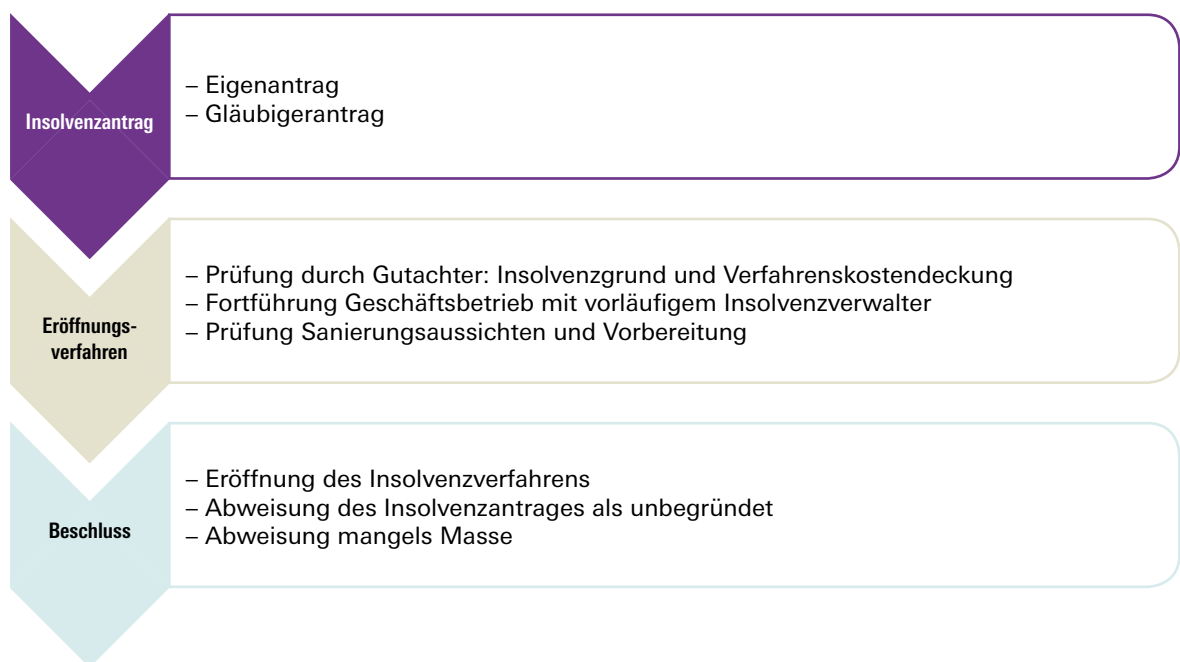 Insolvenzantrag
– Eigenantrag
– Gläubigerantrag
Eröffnungs-
verfahren
– Prüfung durch Gutachter: Insolvenzgrund und Verfahrenskostendeckung
– Fortführung Geschäftsbetrieb mit vorläufigem Insolvenzverwalter
– Prüfung Sanierungsaussichten und Vorbereitung
Beschluss
– Eröffnung des Insolvenzverfahrens
– Abweisung des Insolvenzantrages als unbegründet
– Abweisung mangels Masse